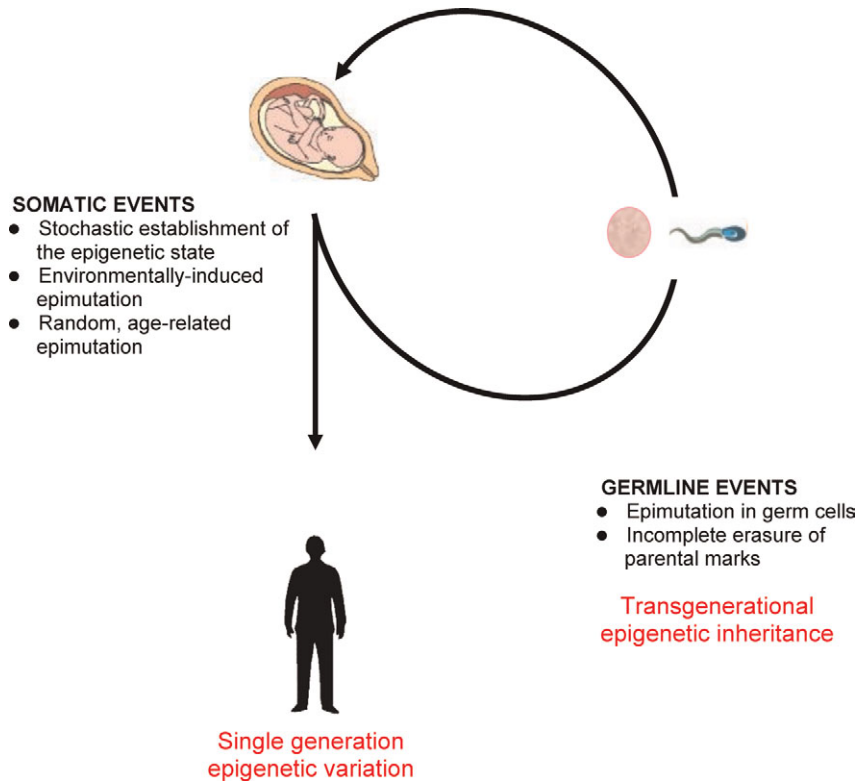 SOMATIC EVENTS
● Stochastic establishment of
the epigenetic state
● Environmentally-induced
epimutation
● Random, age-related
epimutation
GERMLINE EVENTS
● Epimutation in germ cells
● Incomplete erasure of
parental marks
Transgenerational
epigenetic inheritance
Single generation
epigenetic variation